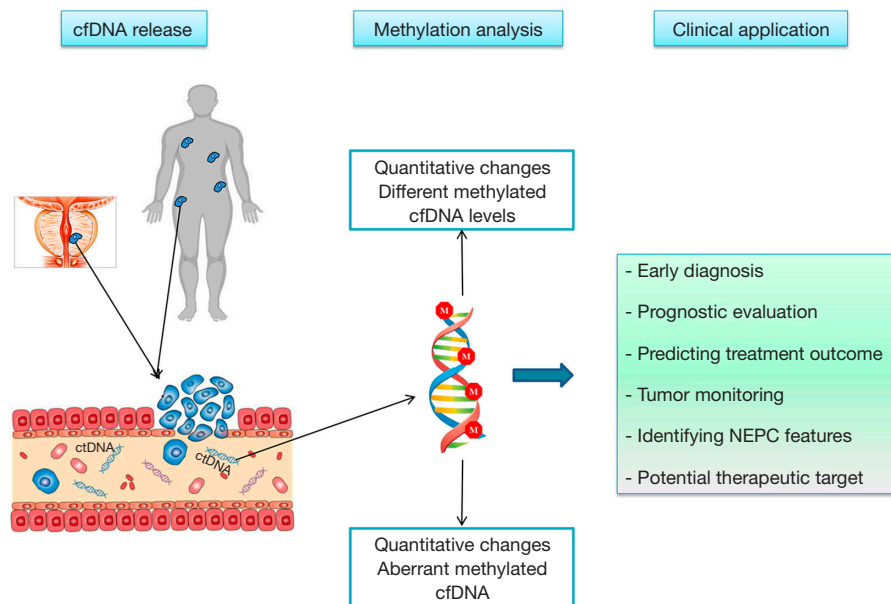 cfDNA release
Methylation analysis
Clinical application
Quantitative changes
Different methylated
cfDNA levels
M
M
M
M
ctDNA
ctDNA
Quantitative changes
Aberrant methylated
cfDNA
- Early diagnosis
- Prognostic evaluation
- Predicting treatment outcome
- Tumor monitoring
- Identifying NEPC features
- Potential therapeutic target